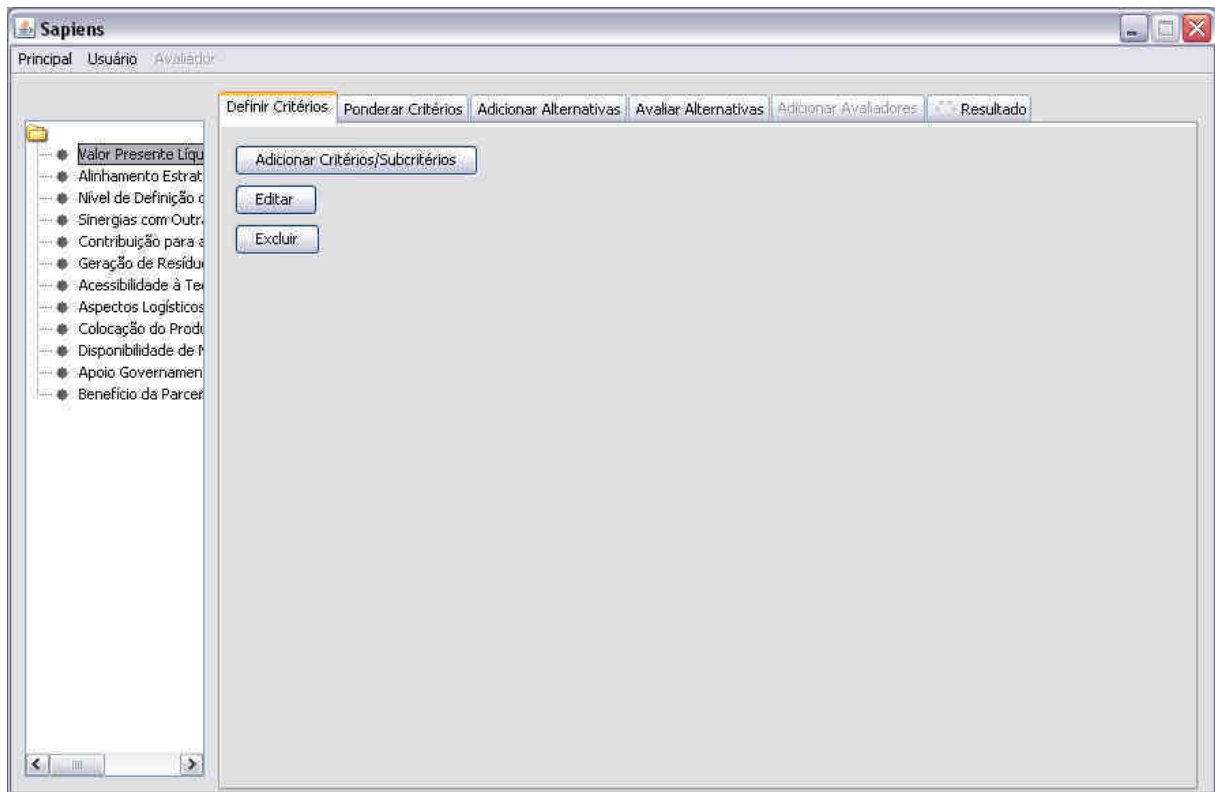 Sapiens
Principal Usuário Avaliador
Definir Critérios Ponderar Critérios Adicionar Alternativas Avaliar Alternativas Adicionar Avaliadores Resultado
Valor Presente Líqu
Alinhamento Estrat
Nível de Definição
Sinergias com Outr
Contribuição para a
Geração de Resídu
Acessibilidade à Te
Aspectos Logísticos
Colocação do Produ
Disponibilidade de
Apoio Governamen
Benefício da Parcer
Adicionar Critérios/Subcritérios
Editar
Excluir